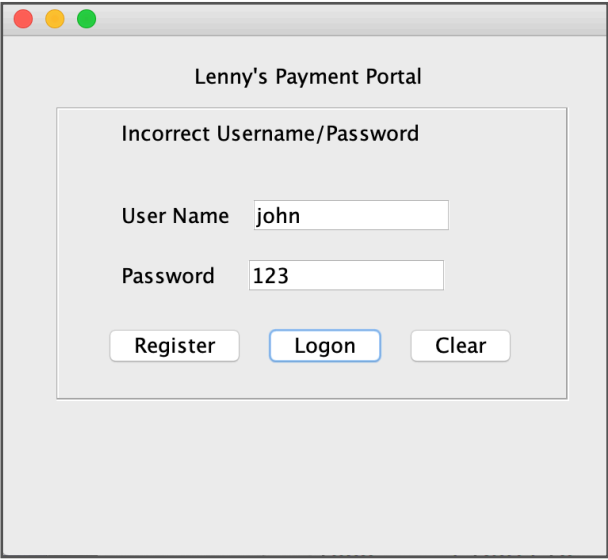 Lenny's Payment Portal
Incorrect Username/Password
User Name john
Password 123
Register Logon Clear